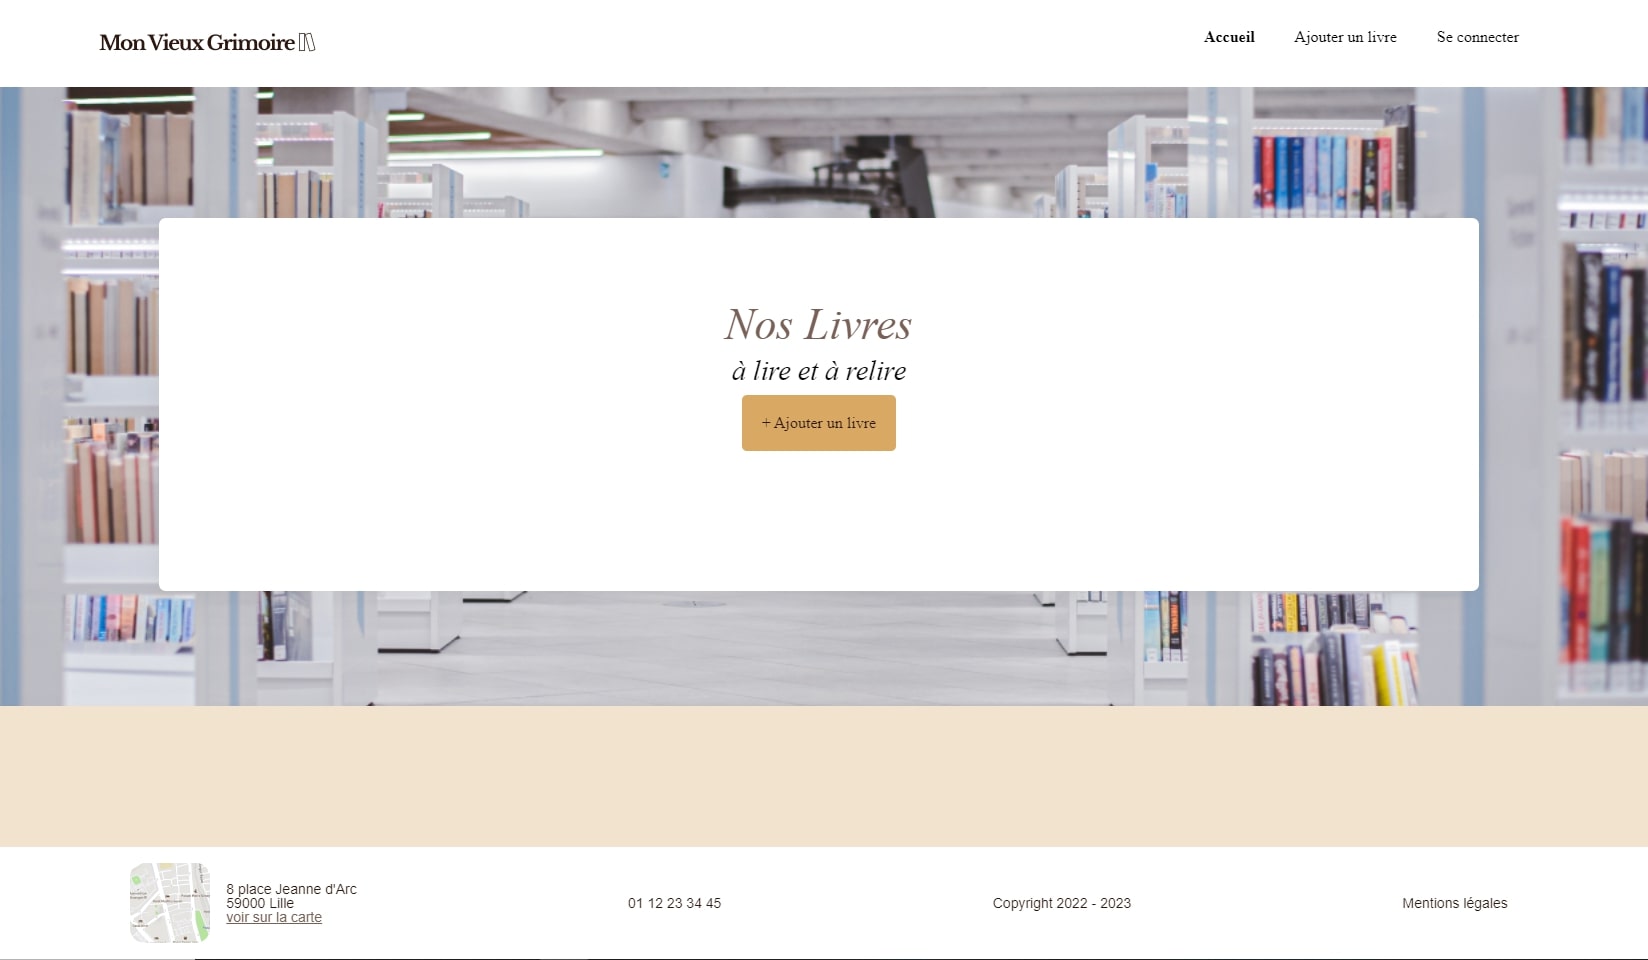 Mon Vieux Grimoire
Accueil
Ajouter un livre
Se connecter
Nos Livres
à lire et à relire
+ Ajouter un livre
8 place Jeanne d'Arc
59000 Lille
voir sur la carte
01 12 23 34 45
Copyright 2022 - 2023
Mentions légales